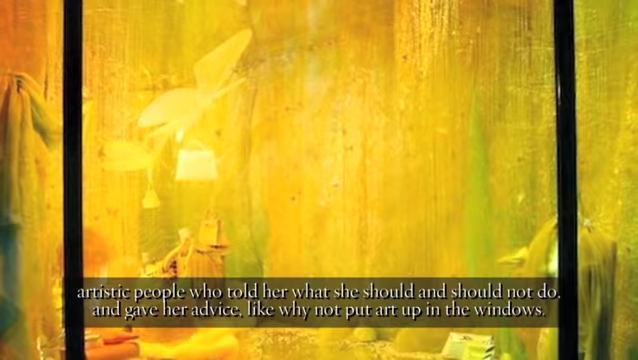 artistic people who told her what she should and should not do,
and gave her advice, like why not put art up in the windows.